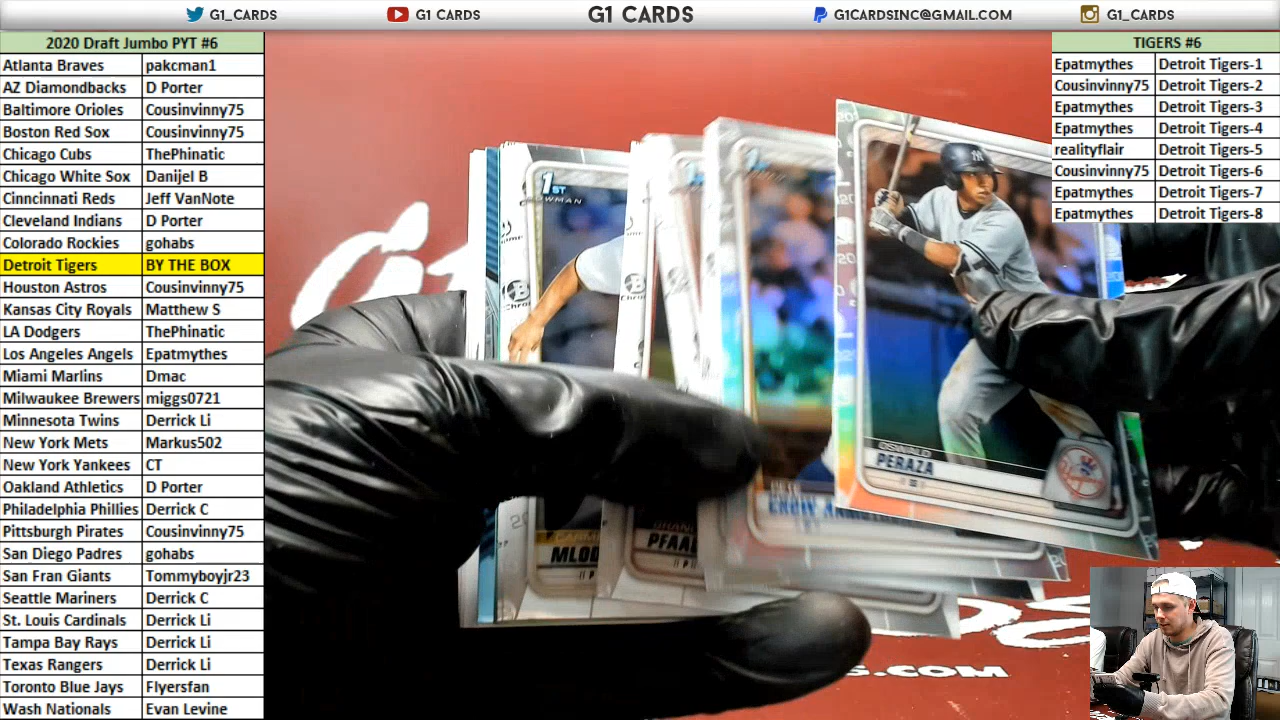 G1_CARDS G1 CARDS G1 CARDS G1CARDSINC@GMAIL.COM G1_CARDS
2020 Draft Jumbo PYT #6
Atlanta Braves pakcman1
AZ Diamondbacks D Porter
Baltimore Orioles Cousinvinny75
Boston Red Sox Cousinvinny75
Chicago Cubs ThePhinatic
Chicago White Sox Danijel B
Cinncinnati Reds Jeff VanNote
Cleveland Indians D Porter
Colorado Rockies gohabs
Detroit Tigers BY THE BOX
Houston Astros Cousinvinny75
Kansas City Royals Matthew S
LA Dodgers ThePhinatic
Los Angeles Angels Epatmythes
Miami Marlins Dmac
Milwaukee Brewers miggs0721
Minnesota Twins Derrick Li
New York Mets Markus502
New York Yankees CT
Oakland Athletics D Porter
Philadelphia Phillies Derrick C
Pittsburgh Pirates Cousinvinny75
San Diego Padres gohabs
San Fran Giants Tommyboyjr23
Seattle Mariners Derrick C
St. Louis Cardinals Derrick Li
Tampa Bay Rays Derrick Li
Texas Rangers Derrick Li
Toronto Blue Jays Flyersfan
Wash Nationals Evan Levine
TIGERS #6
Epatmythes Detroit Tigers-1
Cousinvinny75 Detroit Tigers-2
Epatmythes Detroit Tigers-3
Epatmythes Detroit Tigers-4
realityflair Detroit Tigers-5
Cousinvinny75 Detroit Tigers-6
Epatmythes Detroit Tigers-7
Epatmythes Detroit Tigers-8
1ST
BOWMAN
OSWALD
PERAZA
CARM
MLOD
PFAA
P
S.COM